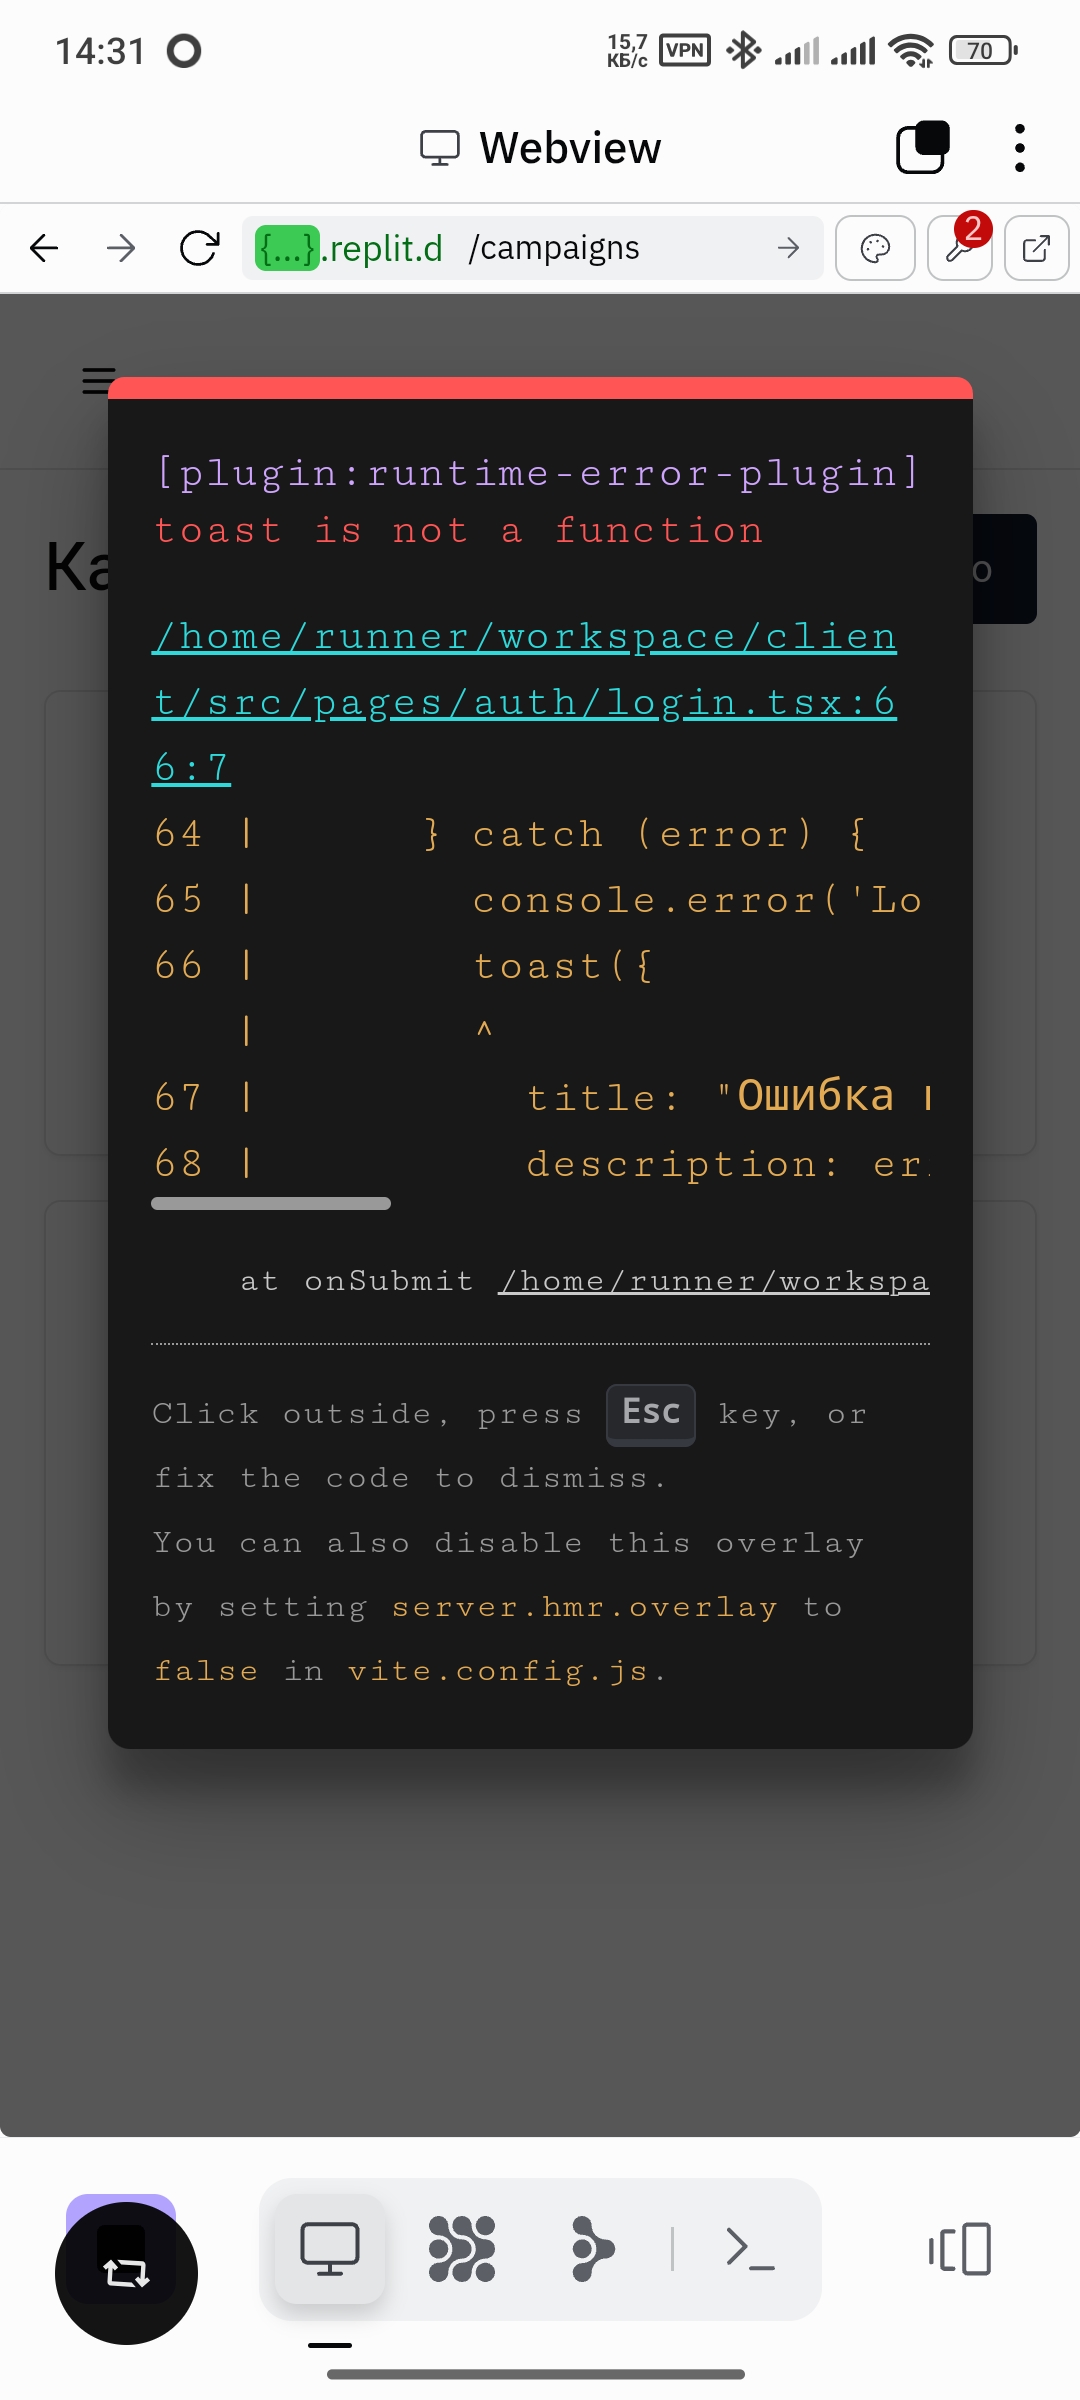 14:31
15,7
КБ/с
VPN
70
Webview
{...}.replit.d /campaigns
2
[plugin:runtime-error-plugin]
toast is not a function
/home/runner/workspace/clien
t/src/pages/auth/login.tsx:6
6:7
64 | } catch (error) {
65 | console.error('Lo
66 | toast({
| ^
67 | title: "Ошибка
68 | description: er
at onSubmit /home/runner/workspa
Click outside, press Esc key, or
fix the code to dismiss.
You can also disable this overlay
by setting server.hmr.overlay to
false in vite.config.js.